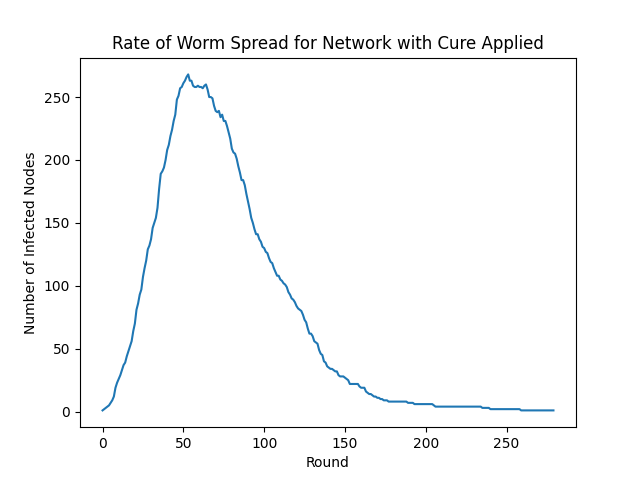 Rate of Worm Spread for Network with Cure Applied
Number of Infected Nodes
250
200
150
100
50
0
0 50 100 150 200 250
Round